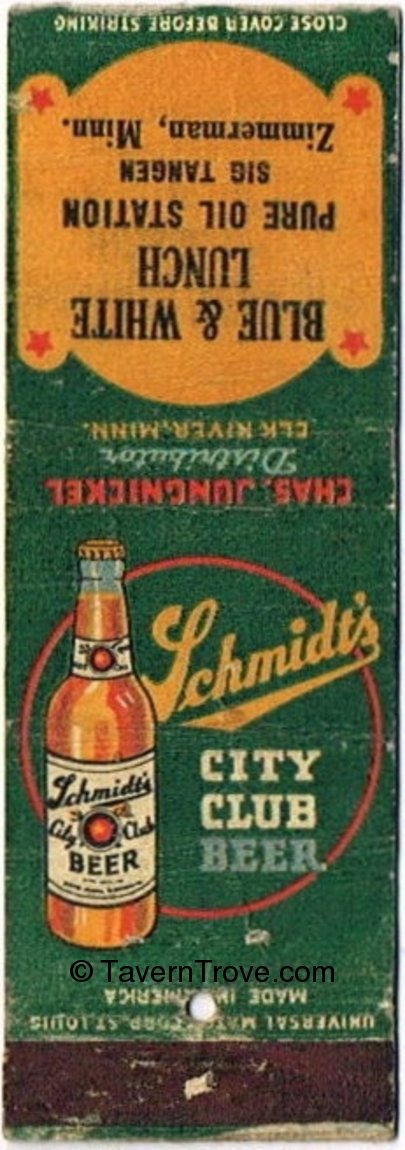 CLOSE COVER BEFORE STRIKING
BLUE & WHITE
LUNCH
PURE OIL STATION
SIG TANGEN
Zimmerman, Minn.
CHAS. JUNGNICKEL
Distributor
ELK RIVER, MINN.
Schmidt's
CITY
CLUB
BEER
Schmidt's
City Club
BEER
© TavernTrove.com
UNIVERSAL MATCH CORP. ST. LOUIS
MADE IN AMERICA